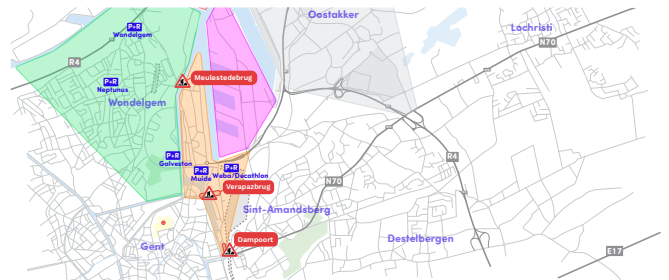 Oostakker
Lochristi
P+R
Wondelgem
N70
R4
Meulestedebrug
P+R
Neptunus
Wondelgem
P+R
Galveston
P+R
Muide
P+R
Weba/Decathlon
R4
N70
Verapazbrug
Sint-Amandsberg
Dampoort
Gent
Destelbergen
E17